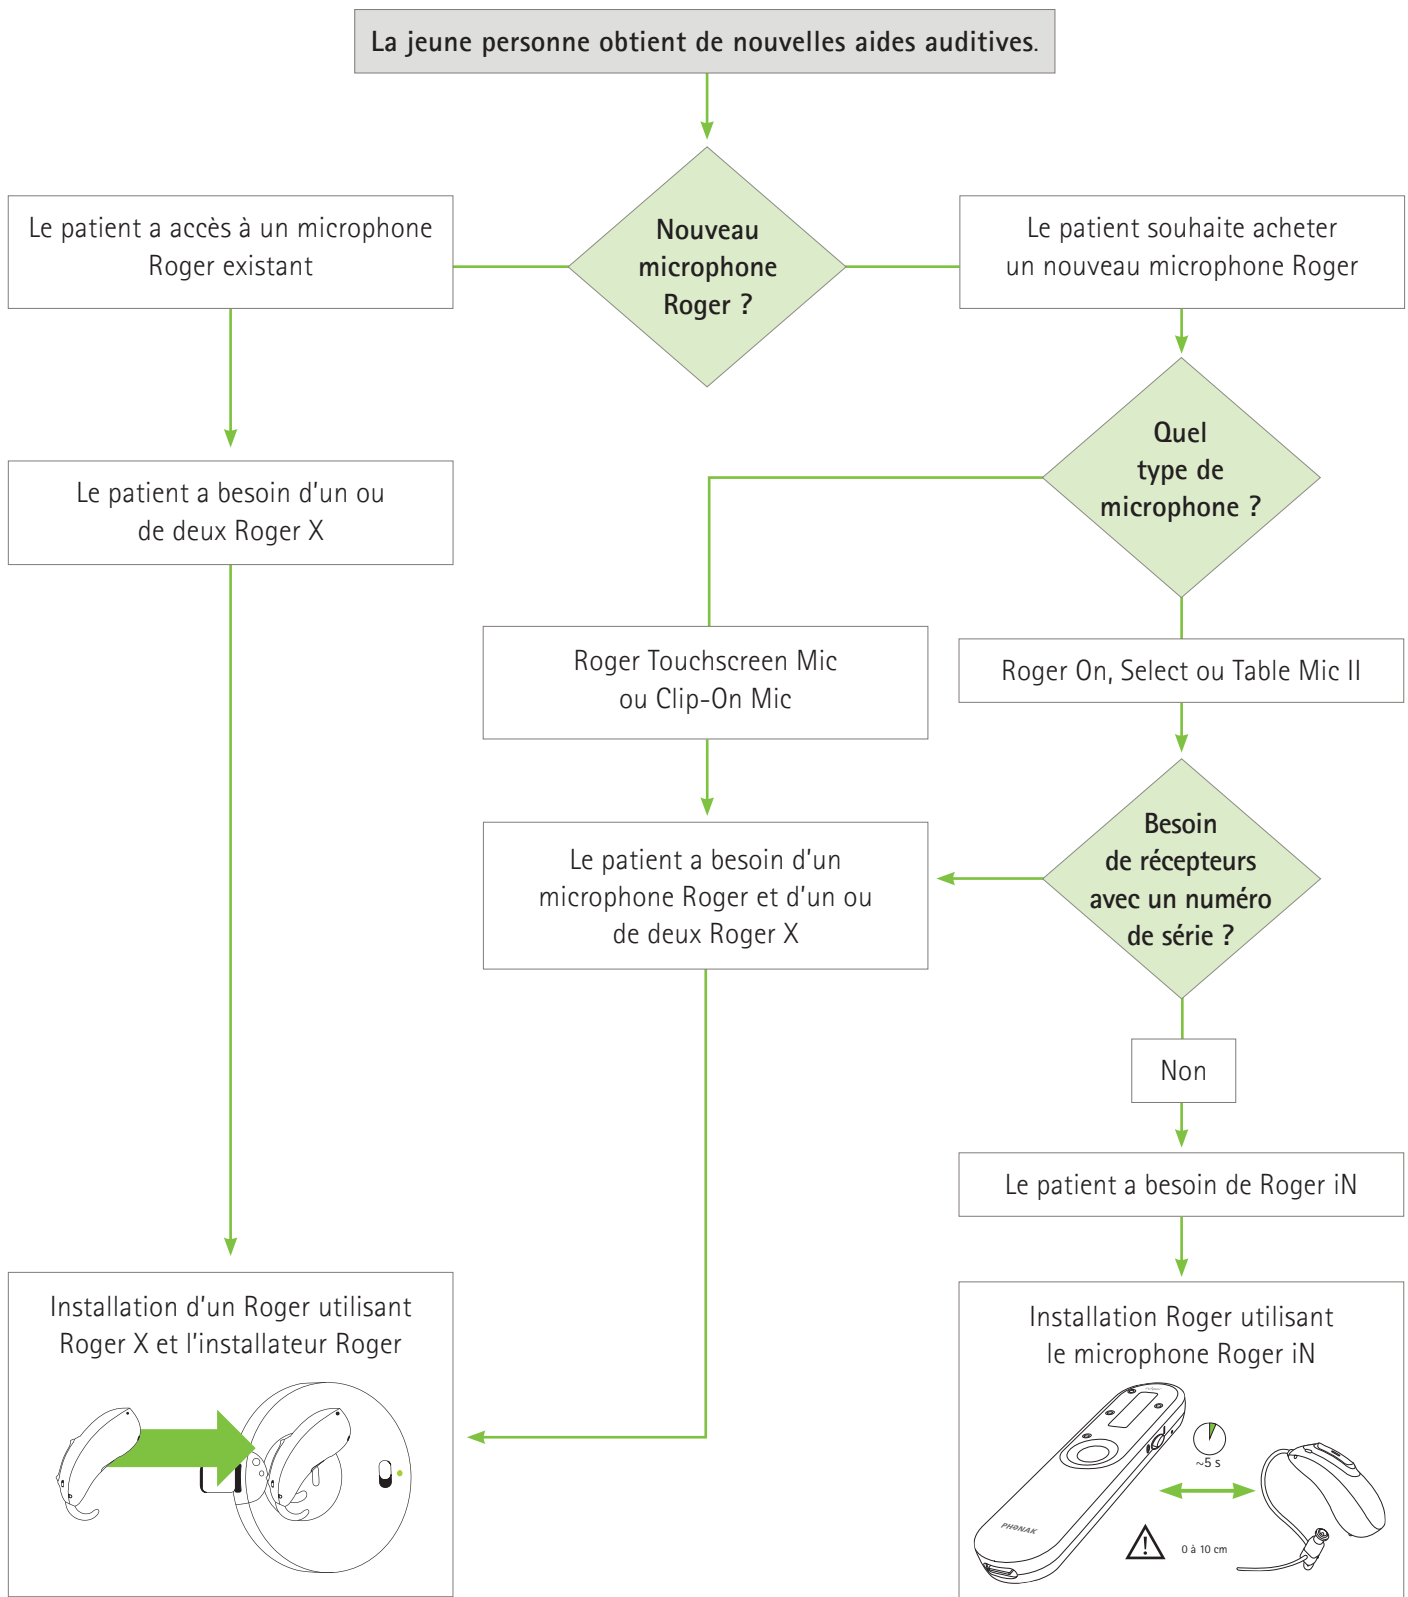 La jeune personne obtient de nouvelles aides auditives.
Nouveau
microphone
Roger ?
Le patient a accès à un microphone
Roger existant
Le patient souhaite acheter
un nouveau microphone Roger
Quel
type de
microphone ?
Le patient a besoin d'un ou
de deux Roger X
Roger Touchscreen Mic
ou Clip-On Mic
Roger On, Select ou Table Mic II
Besoin
de récepteurs
avec un numéro
de série ?
Le patient a besoin d'un
microphone Roger et d'un ou
de deux Roger X
Non
Le patient a besoin de Roger iN
Installation d'un Roger utilisant
Roger X et l'installateur Roger
Installation Roger utilisant
le microphone Roger iN
~5 s
PHONAK
0 à 10 cm